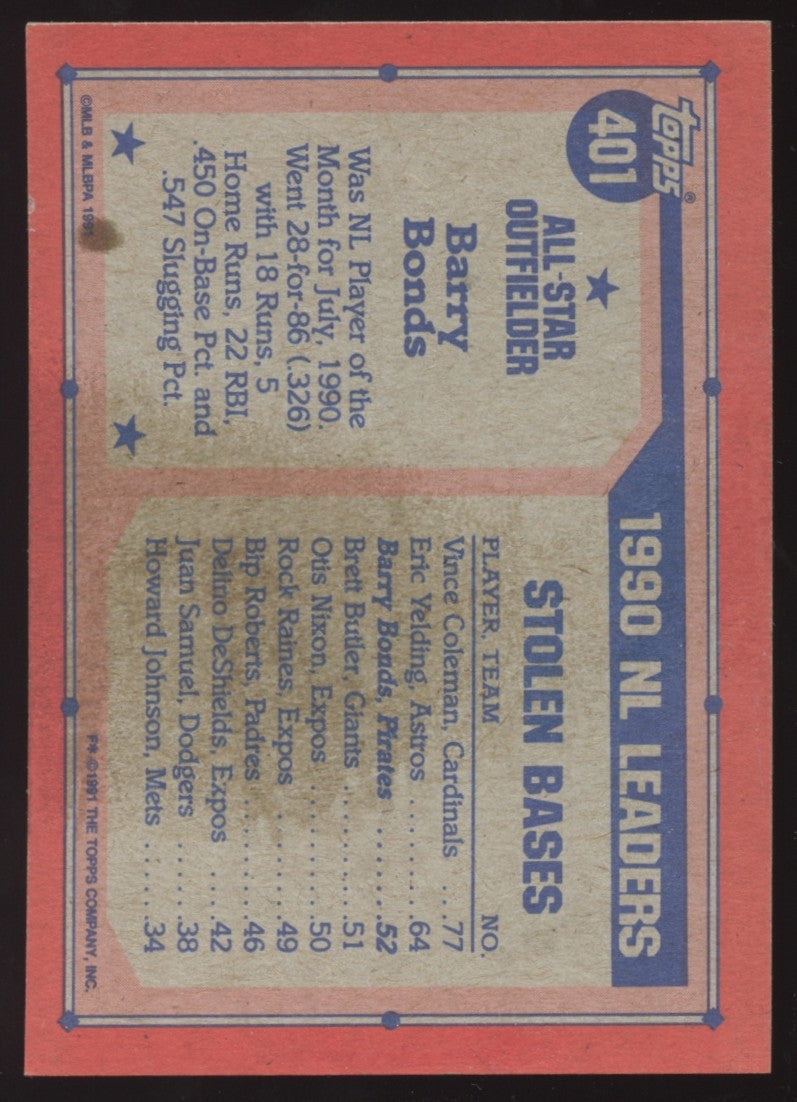 topps®
401
ALL-STAR
OUTFIELDER
Barry
Bonds
Was NL Player of the
Month for July, 1990.
Went 28-for-86 (.326)
with 18 Runs, 5
Home Runs, 22 RBI,
.450 On-Base Pct. and
.547 Slugging Pct.
©MLB & MLBPA 1991
1990 NL LEADERS
STOLEN BASES
PLAYER, TEAM NO.
Vince Coleman, Cardinals ...77
Eric Yelding, Astros ........64
Barry Bonds, Pirates ........52
Brett Butler, Giants .........51
Otis Nixon, Expos ..........50
Rock Raines, Expos ........49
Bip Roberts, Padres ........46
Delino DeShields, Expos ....42
Juan Samuel, Dodgers ......38
Howard Johnson, Mets ......34
F* ©1991 THE TOPPS COMPANY, INC.